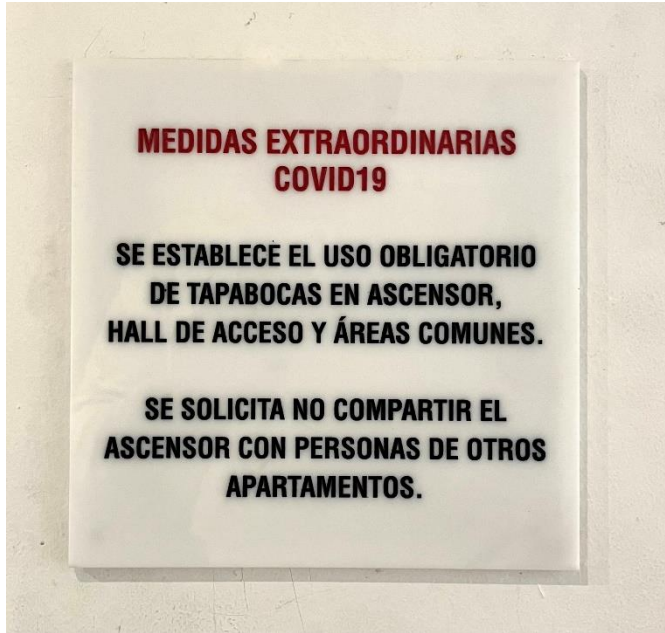 MEDIDAS EXTRAORDINARIAS
COVID19
SE ESTABLECE EL USO OBLIGATORIO
DE TAPABOCAS EN ASCENSOR,
HALL DE ACCESO Y ÁREAS COMUNES.
SE SOLICITA NO COMPARTIR EL
ASCENSOR CON PERSONAS DE OTROS
APARTAMENTOS.